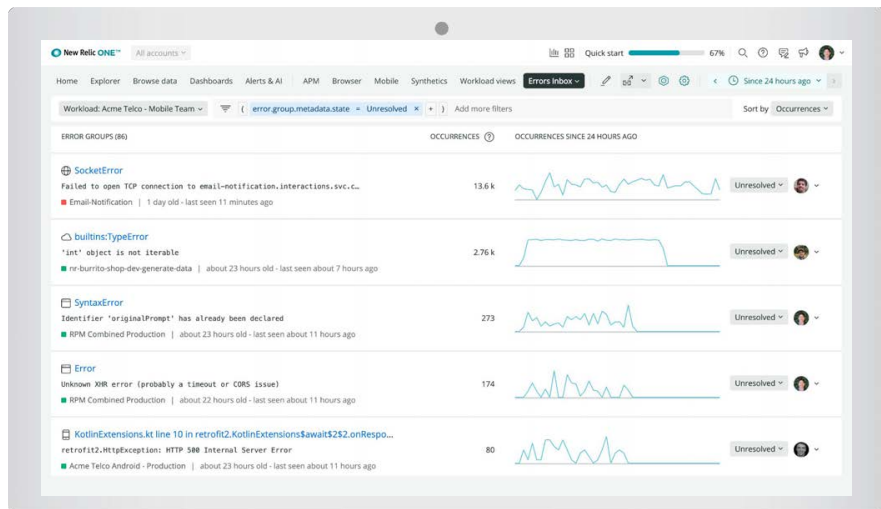 New Relic ONE™ All accounts Quick start 67%
Home Explorer Browse data Dashboards Alerts & AI APM Browser Mobile Synthetics Workload views Errors Inbox Since 24 hours ago
Workload: Acme Telco - Mobile Team ( error.group.metadata.state = Unresolved × + ) Add more filters Sort by Occurrences
ERROR GROUPS (86) OCCURRENCES ? OCCURRENCES SINCE 24 HOURS AGO
SocketError
Failed to open TCP connection to email-notification.interactions.svc.c… 13.6 k Unresolved
Email-Notification | 1 day old - last seen 11 minutes ago
builtins:TypeError
'int' object is not iterable 2.76 k Unresolved
nr-burrito-shop-dev-generate-data | about 23 hours old - last seen about 7 hours ago
SyntaxError
Identifier 'originalPrompt' has already been declared 273 Unresolved
RPM Combined Production | about 23 hours old - last seen about 11 hours ago
Error
Unknown XHR error (probably a timeout or CORS issue) 174 Unresolved
RPM Combined Production | about 22 hours old - last seen about 11 hours ago
KotlinExtensions.kt line 10 in retrofit2.KotlinExtensions$await$2$2.onRespo...
retrofit2.HttpException: HTTP 500 Internal Server Error 80 Unresolved
Acme Telco Android - Production | about 23 hours old - last seen about 11 hours ago